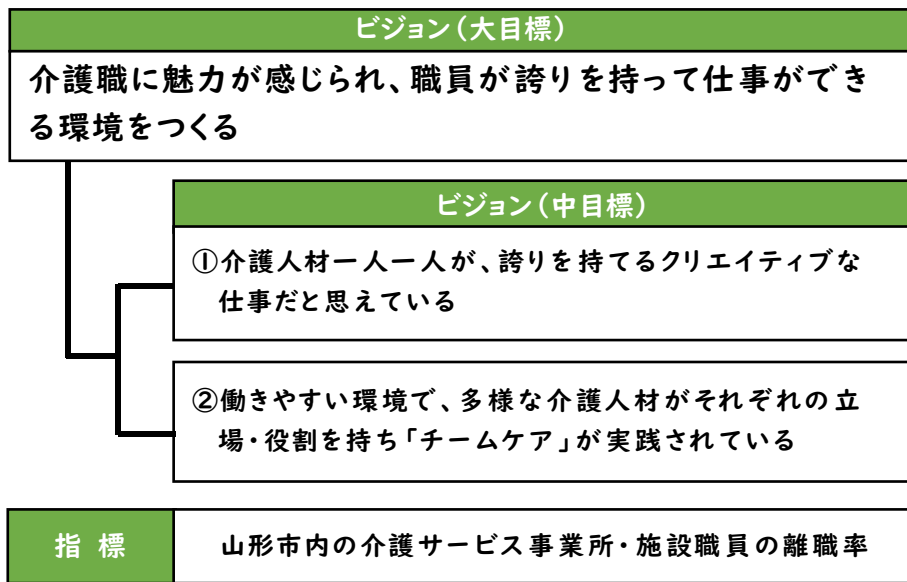 ビジョン（大目標）
介護職に魅力が感じられ、職員が誇りを持って仕事ができ
る環境をつくる
ビジョン（中目標）
①介護人材一人一人が、誇りを持てるクリエイティブな
仕事だと思えている
②働きやすい環境で、多様な介護人材がそれぞれの立
場・役割を持ち「チームケア」が実践されている
指 標
山形市内の介護サービス事業所・施設職員の離職率